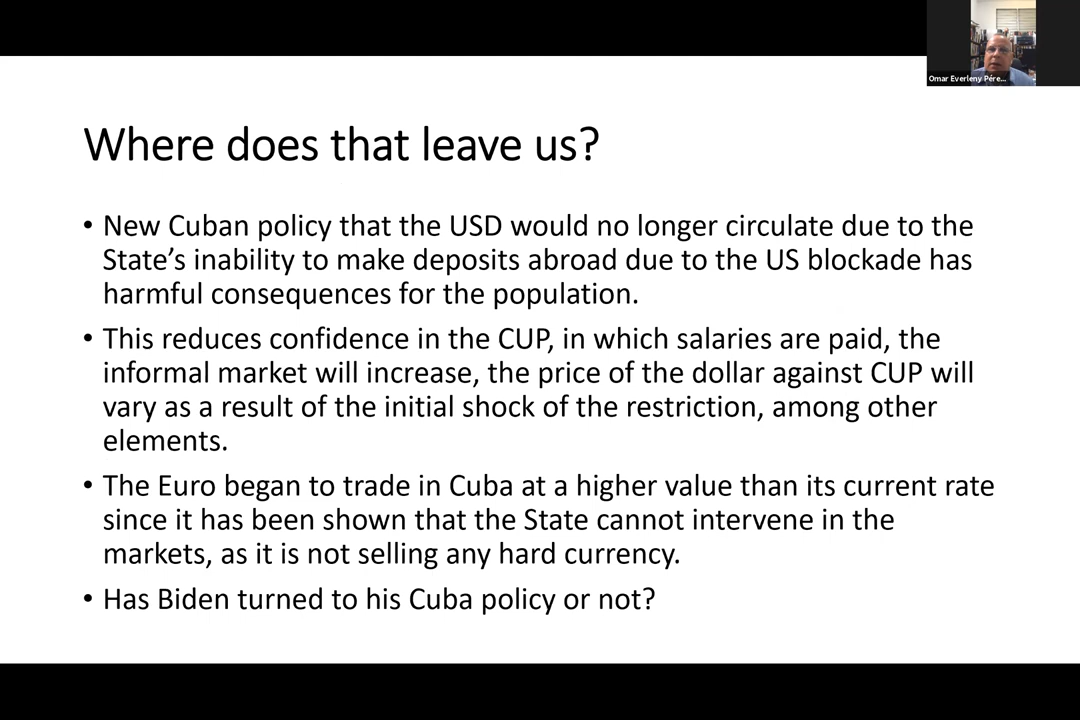 Omar Everleny Pére...
Where does that leave us?
• New Cuban policy that the USD would no longer circulate due to the
State’s inability to make deposits abroad due to the US blockade has
harmful consequences for the population.
• This reduces confidence in the CUP, in which salaries are paid, the
informal market will increase, the price of the dollar against CUP will
vary as a result of the initial shock of the restriction, among other
elements.
• The Euro began to trade in Cuba at a higher value than its current rate
since it has been shown that the State cannot intervene in the
markets, as it is not selling any hard currency.
• Has Biden turned to his Cuba policy or not?